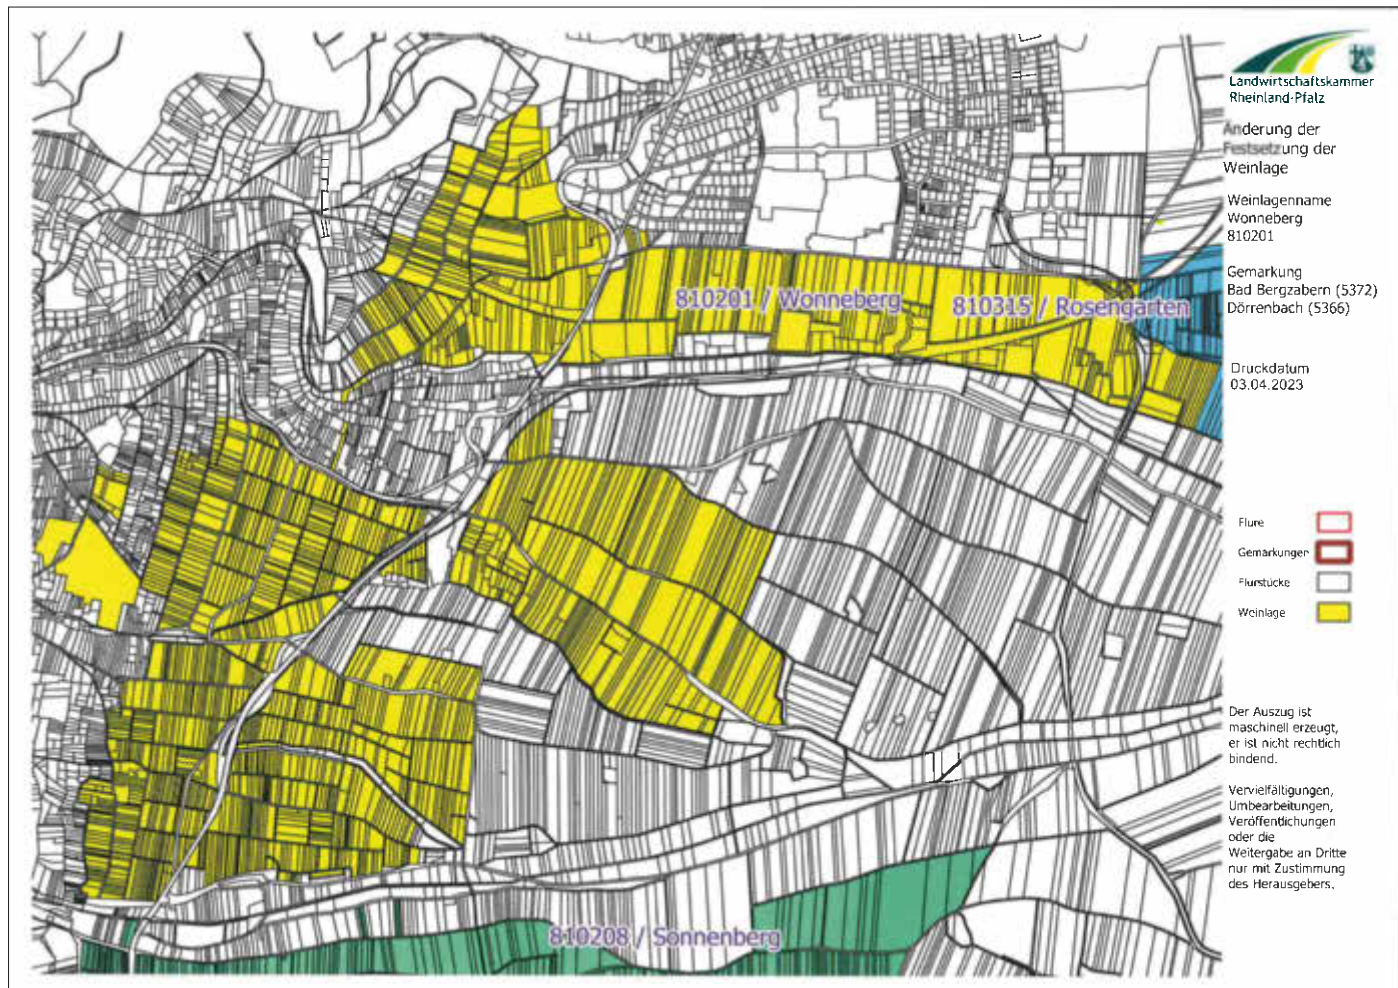 Landwirtschaftskammer
Rheinland-Pfalz
Änderung der
Festsetzung der
Weinlage
Weinlagenname
Wonneberg
810201
Gemarkung
Bad Bergzabern (5372)
Dörrenbach (5366)
Druckdatum
03.04.2023
810201 / Wonneberg
810315 / Rosengarten
810208 / Sonnenberg
Flure
Gemarkungen
Flurstücke
Weinlage
Der Auszug ist
maschinell erzeugt,
er ist nicht rechtlich
bindend.
Vervielfältigungen,
Umbearbeitungen,
Veröffentlichungen
oder die
Weitergabe an Dritte
nur mit Zustimmung
des Herausgebers.